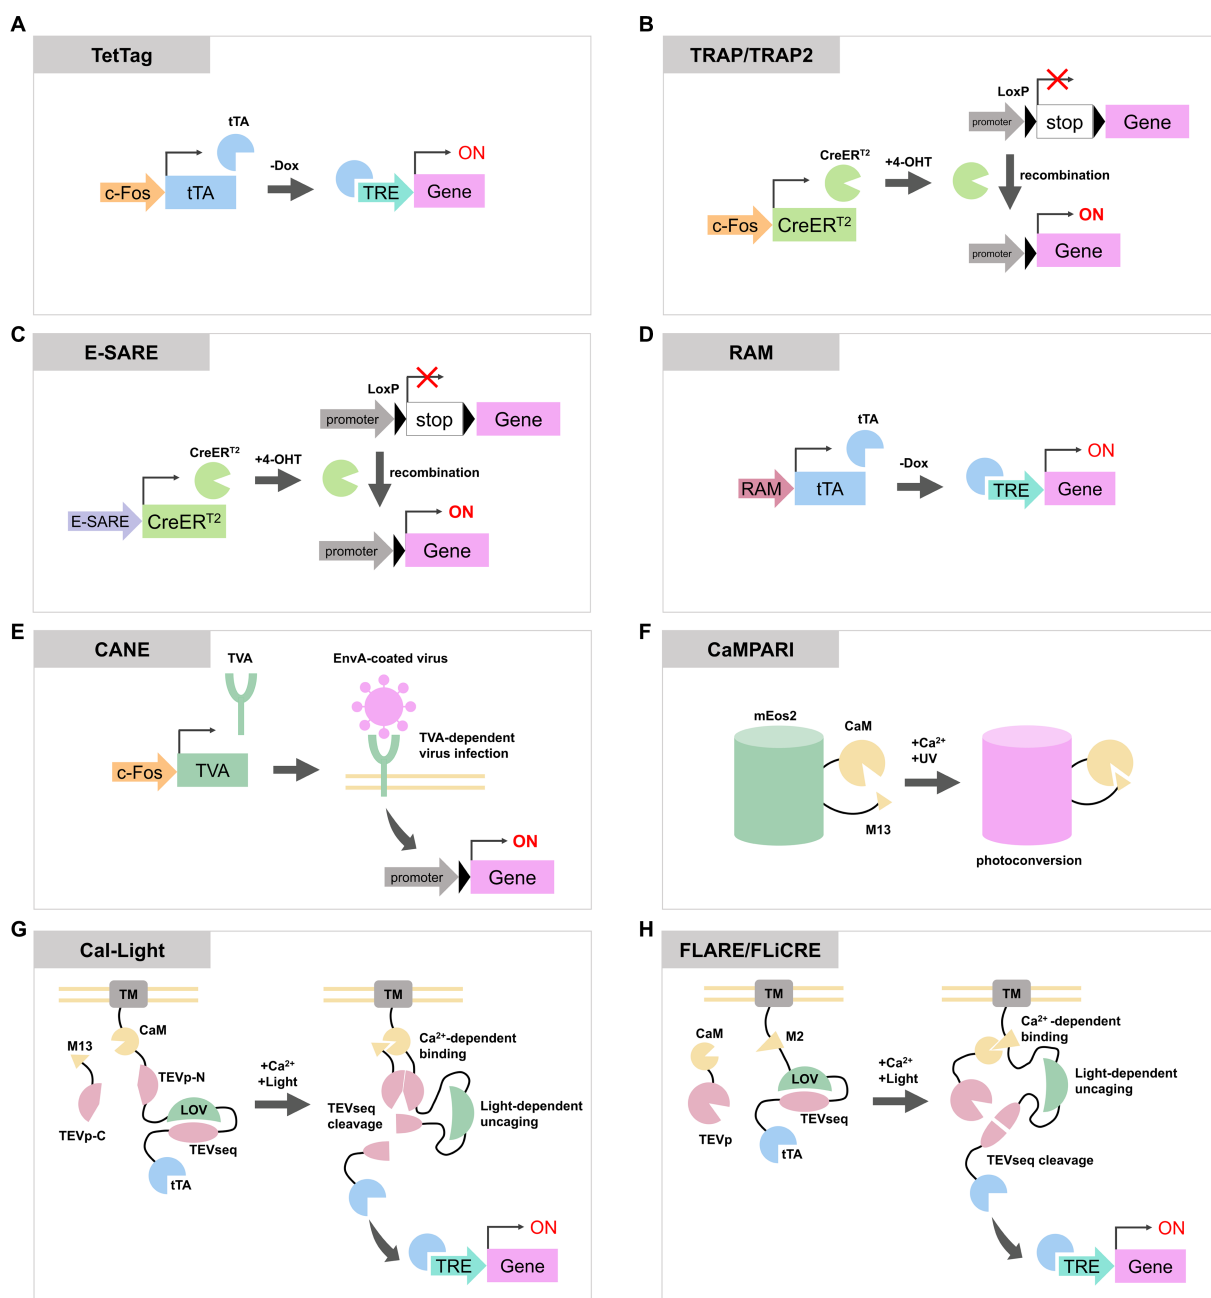 A
TetTag
tTA
-Dox
ON
c-Fos
tTA
TRE
Gene
B
TRAP/TRAP2
LoxP
promoter
stop
Gene
CreERT2
+4-OHT
recombination
c-Fos
CreERT2
ON
promoter
Gene
C
E-SARE
LoxP
promoter
stop
Gene
CreERT2
+4-OHT
recombination
E-SARE
CreERT2
ON
promoter
Gene
D
RAM
tTA
-Dox
ON
RAM
tTA
TRE
Gene
E
CANE
TVA
EnvA-coated virus
TVA-dependent
virus infection
c-Fos
TVA
ON
promoter
Gene
F
CaMPARI
mEos2
CaM
+Ca2+
+UV
M13
photoconversion
G
Cal-Light
TM
TM
CaM
M13
Ca2+-dependent
binding
TEVp-N
+Ca2+
+Light
LOV
TEVseq
cleavage
Light-dependent
uncaging
TEVp-C
TEVseq
tTA
ON
TRE
Gene
H
FLARE/FLiCRE
TM
TM
CaM
M2
Ca2+ -dependent
binding
+Ca2+
+Light
LOV
Light-dependent
uncaging
TEVp
TEVseq
tTA
TEVseq cleavage
ON
TRE
Gene